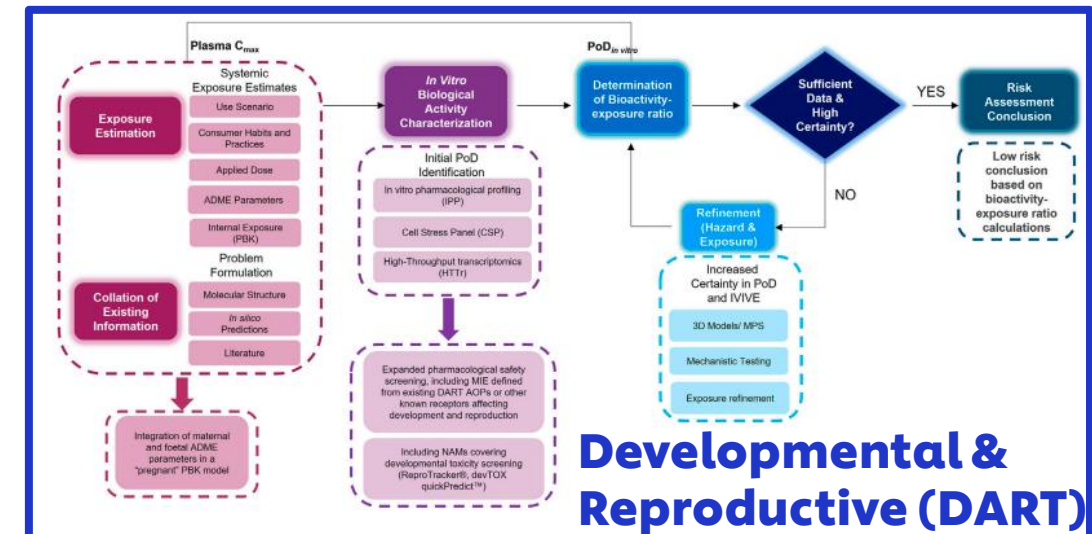 Plasma Cmax
PoDin vitro
Exposure
Estimation
Systemic
Exposure Estimates
Use Scenario
Consumer Habits and
Practices
Applied Dose
ADME Parameters
Internal Exposure
(PBK)
Collation of
Existing
Information
Problem
Formulation
Molecular Structure
In silico
Predictions
Literature
Integration of maternal
and foetal ADME
parameters in a
"pregnant" PBK model
In Vitro
Biological
Activity
Characterization
Initial PoD
Identification
In vitro pharmacological profiling
(IPP)
Cell Stress Panel (CSP)
High-Throughput transcriptomics
(HTTr)
Expanded pharmacological safety
screening, including MIE defined
from existing DART AOPs or other
known receptors affecting
development and reproduction
Including NAMs covering
developmental toxicity screening
(ReproTracker®, devTOX
quickPredict™)
Determination
of Bioactivity-
exposure ratio
Sufficient
Data &
High
Certainty?
YES
NO
Refinement
(Hazard &
Exposure)
Increased
Certainty in PoD
and IVIVE
3D Models/ MPS
Mechanistic Testing
Exposure refinement
Risk
Assessment
Conclusion
Low risk
conclusion
based on
bioactivity-
exposure ratio
calculations
Developmental &
Reproductive (DART)